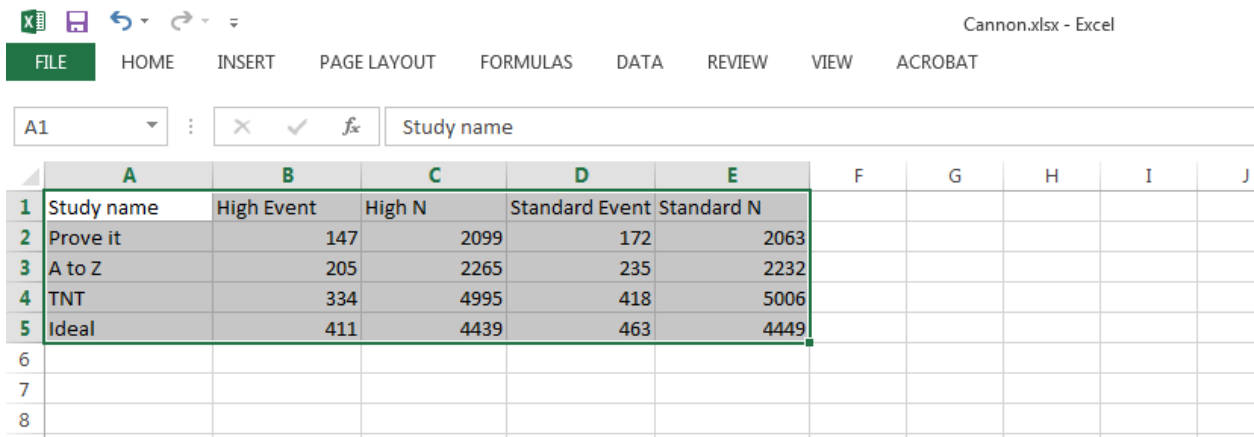 Cannon.xlsx - Excel
FILE HOME INSERT PAGE LAYOUT FORMULAS DATA REVIEW VIEW ACROBAT
A1 fx Study name
A B C D E F G H I J
1 Study name High Event High N Standard Event Standard N
2 Prove it 147 2099 172 2063
3 A to Z 205 2265 235 2232
4 TNT 334 4995 418 5006
5 Ideal 411 4439 463 4449
6
7
8